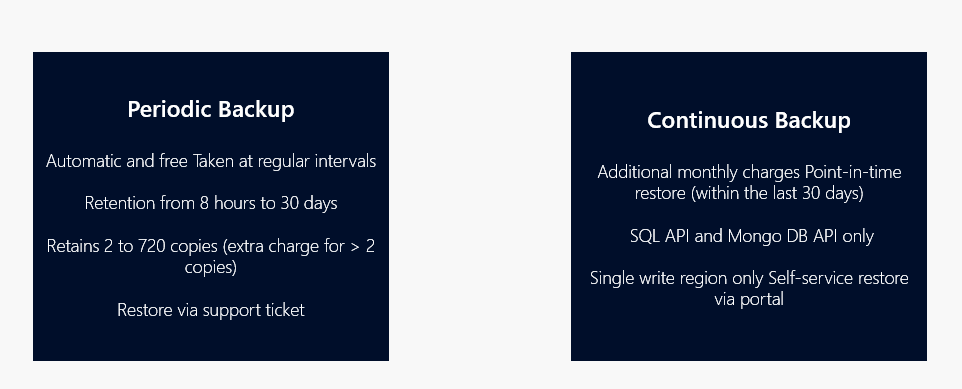 Periodic Backup
Automatic and free Taken at regular intervals
Retention from 8 hours to 30 days
Retains 2 to 720 copies (extra charge for > 2
copies)
Restore via support ticket
Continuous Backup
Additional monthly charges Point-in-time
restore (within the last 30 days)
SQL API and Mongo DB API only
Single write region only Self-service restore
via portal